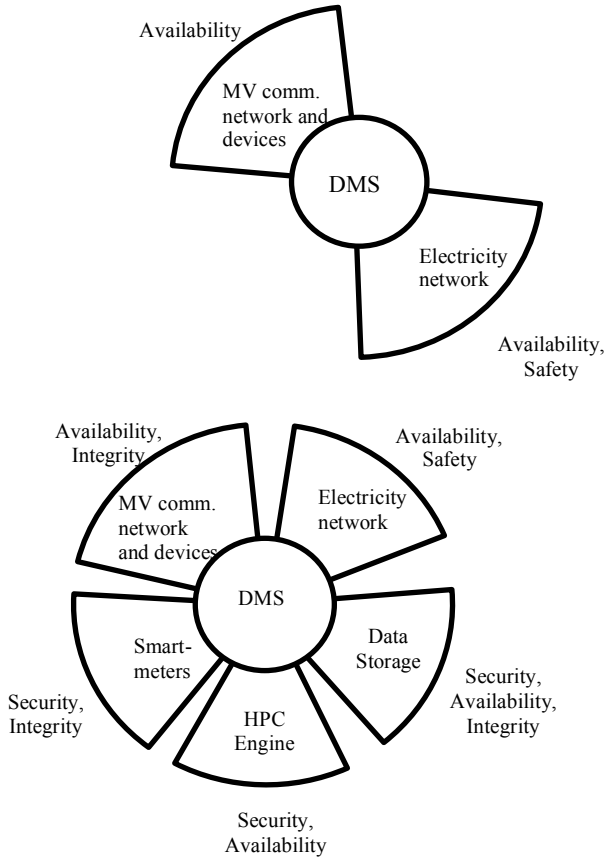 Availability
MV comm.
network and
devices
DMS
Electricity
network
Availability,
Safety
Availability,
Integrity
Availability,
Safety
MV comm.
network
and devices
Electricity
network
DMS
Smart-
meters
Data
Storage
Security,
Integrity
HPC
Engine
Security,
Availability,
Integrity
Security,
Availability